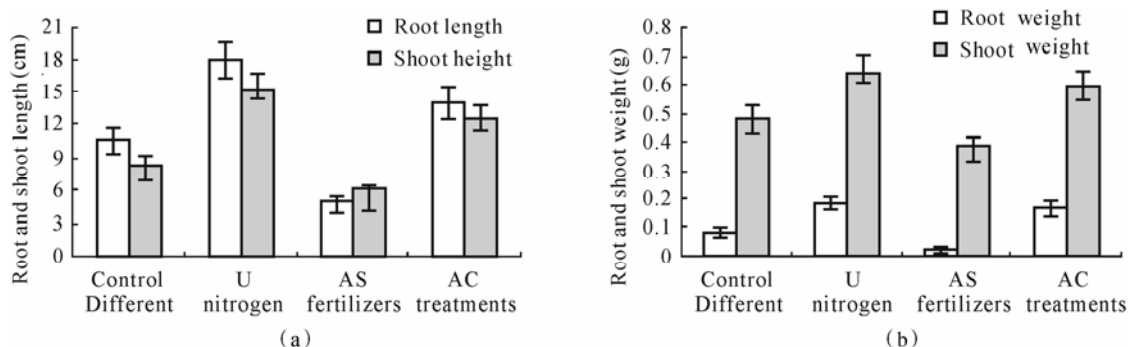 Root and shoot length (cm)
21
18
15
12
9
6
3
0
Root length
Shoot height
Control U AS AC
Different nitrogen fertilizers treatments
(a)
Root and shoot weight (g)
0.8
0.7
0.6
0.5
0.4
0.3
0.2
0.1
0
Root weight
Shoot weight
Control U AS AC
Different nitrogen fertilizers treatments
(b)